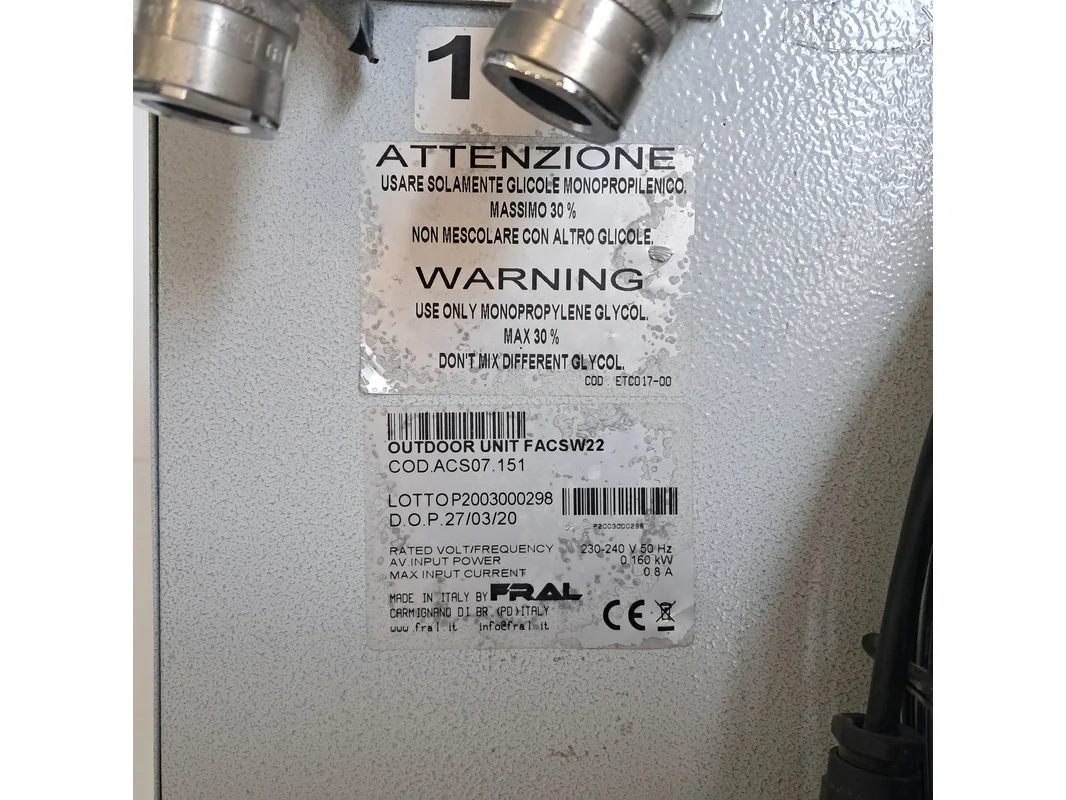 1
ATTENZIONE
USARE SOLAMENTE GLICOLE MONOPROPILENICO.
MASSIMO 30 %
NON MESCOLARE CON ALTRO GLICOLE.
WARNING
USE ONLY MONOPROPYLENE GLYCOL.
MAX 30 %
DON'T MIX DIFFERENT GLYCOL.
COD. ETC017-00
OUTDOOR UNIT FACSW22
COD.ACS07.151
LOTTO P2003000298
D.O.P. 27/03/20
P2003000298
RATED VOLT/FREQUENCY 230-240 V 50 Hz
AV.INPUT POWER 0.160 kW
MAX INPUT CURRENT 0.8 A
MADE IN ITALY BY FRAL
CARMIGNANO DI BR.(PD)ITALY
www.fral.it info@fral.it
CE